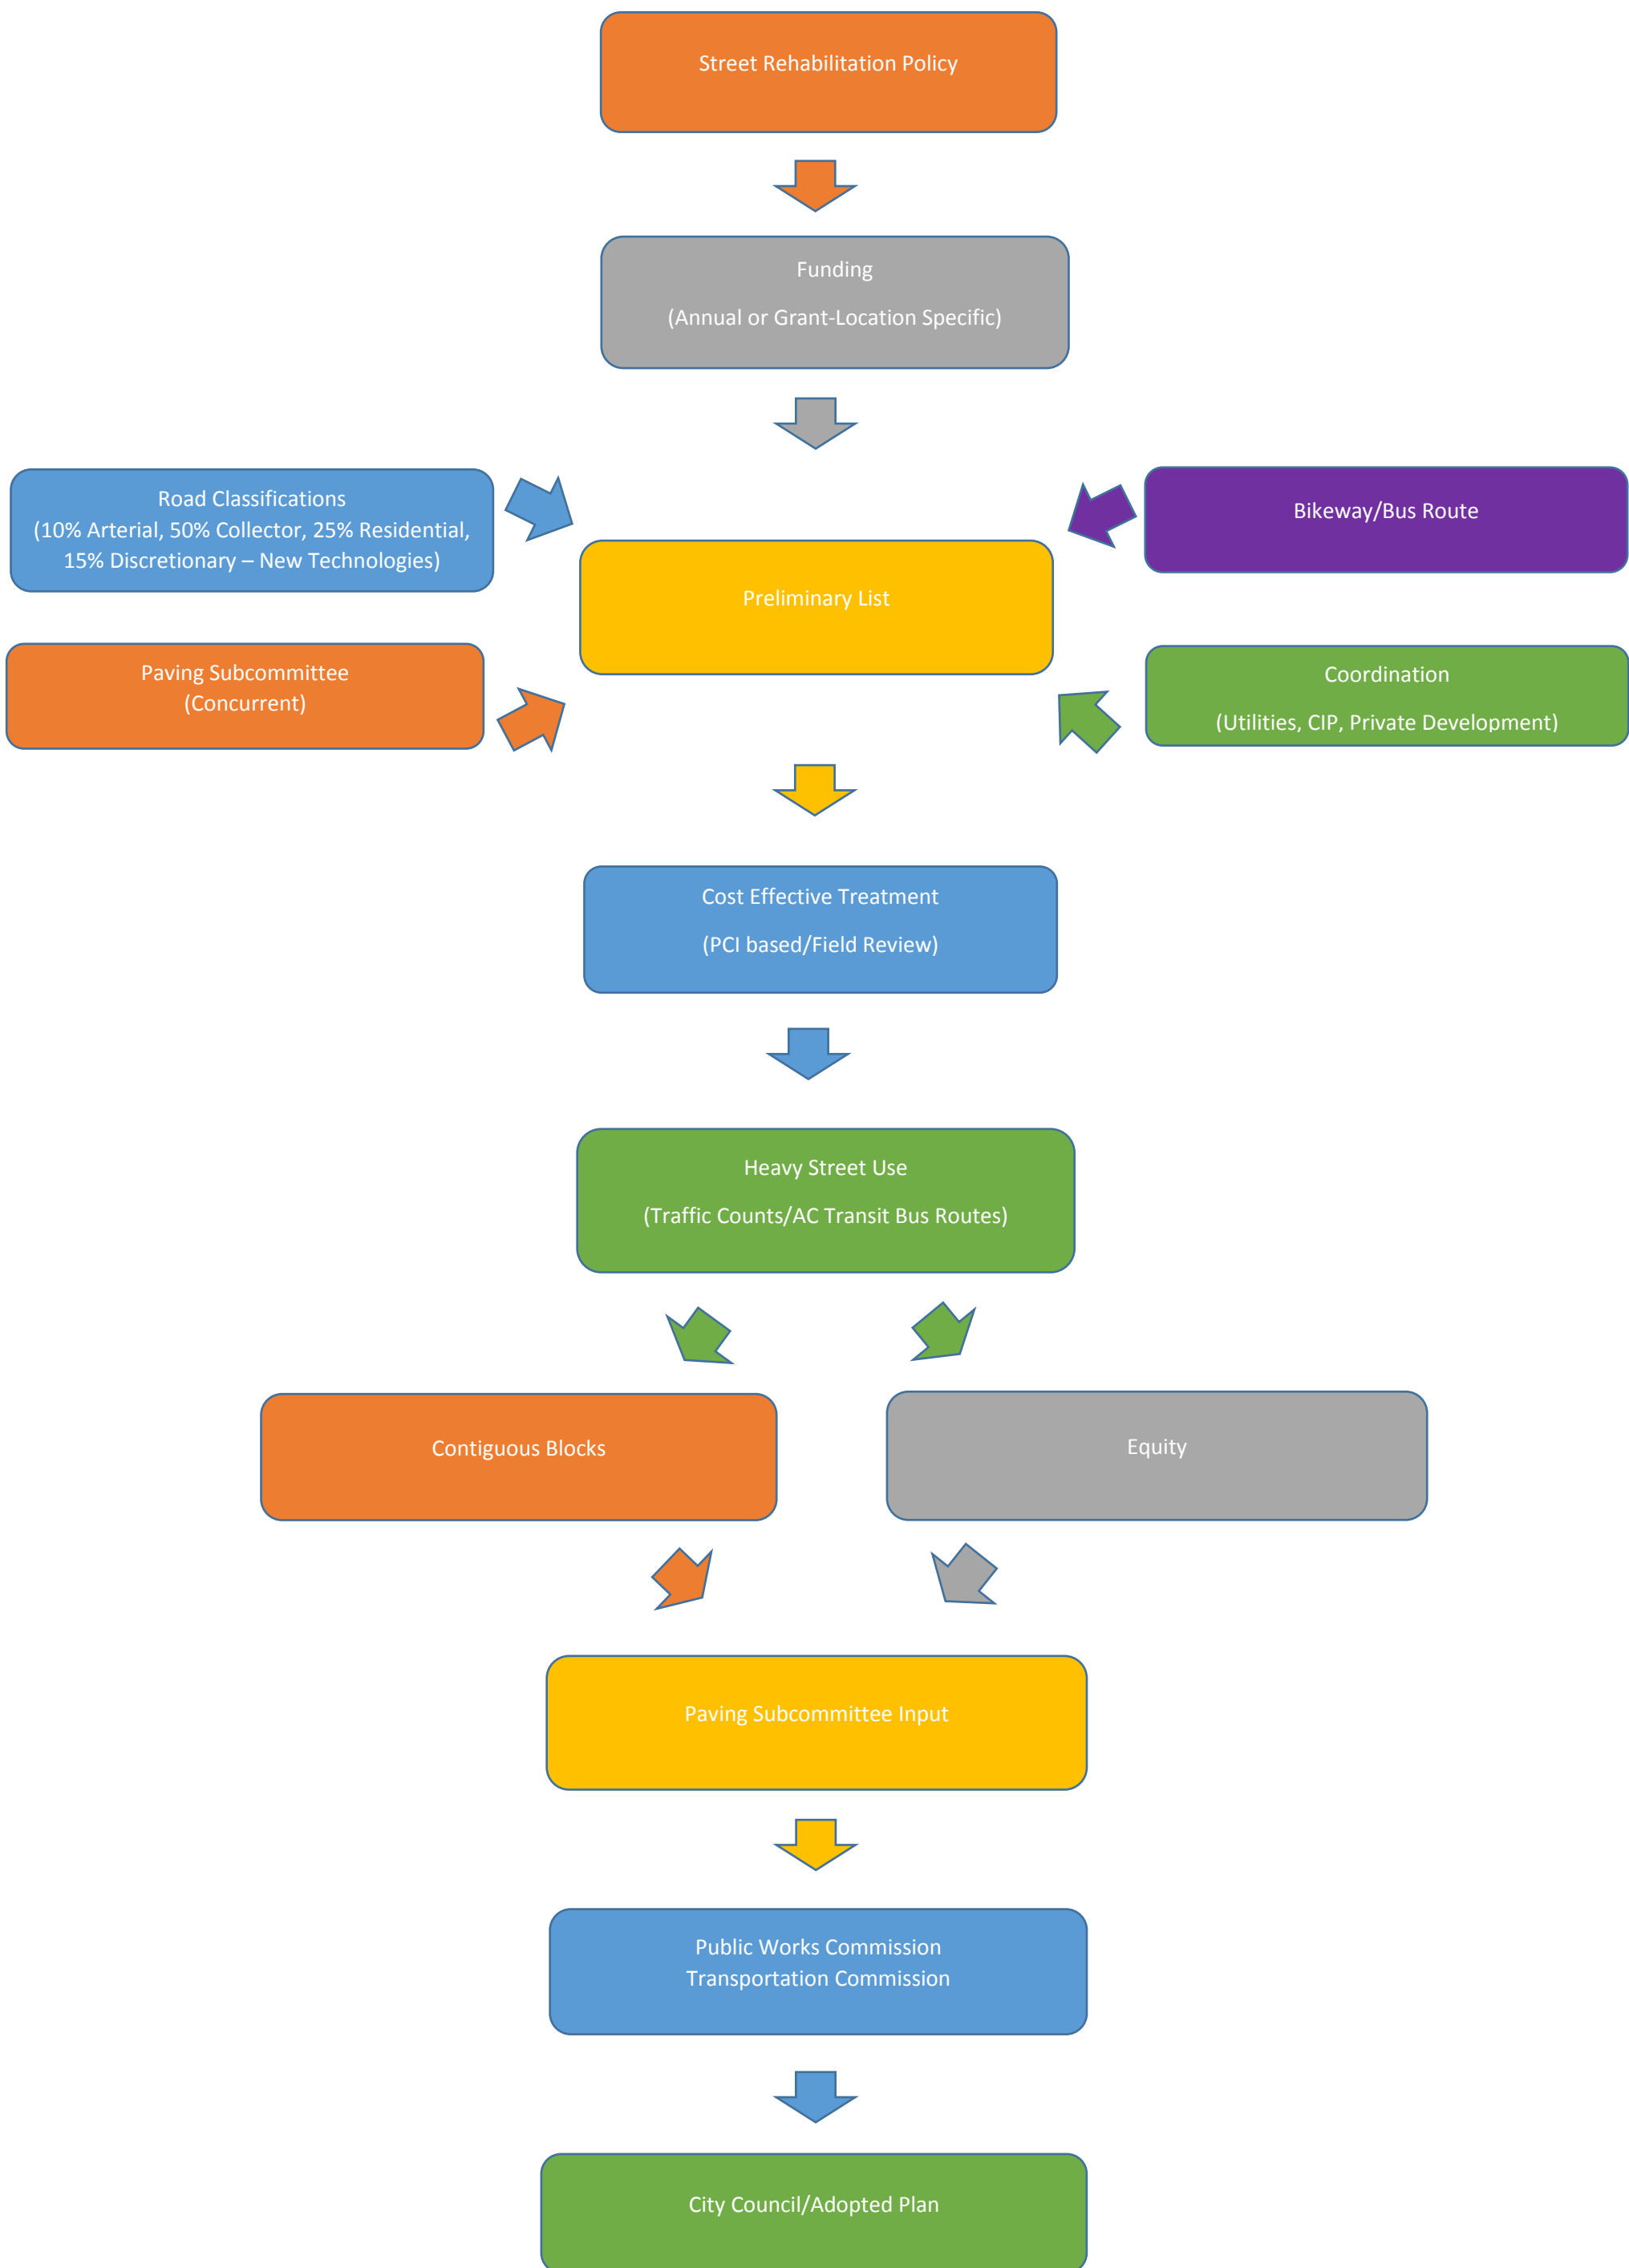 Street Rehabilitation Policy
Funding
(Annual or Grant-Location Specific)
Road Classifications
(10% Arterial, 50% Collector, 25% Residential,
15% Discretionary – New Technologies)
Bikeway/Bus Route
Preliminary List
Paving Subcommittee
(Concurrent)
Coordination
(Utilities, CIP, Private Development)
Cost Effective Treatment
(PCI based/Field Review)
Heavy Street Use
(Traffic Counts/AC Transit Bus Routes)
Contiguous Blocks
Equity
Paving Subcommittee Input
Public Works Commission
Transportation Commission
City Council/Adopted Plan